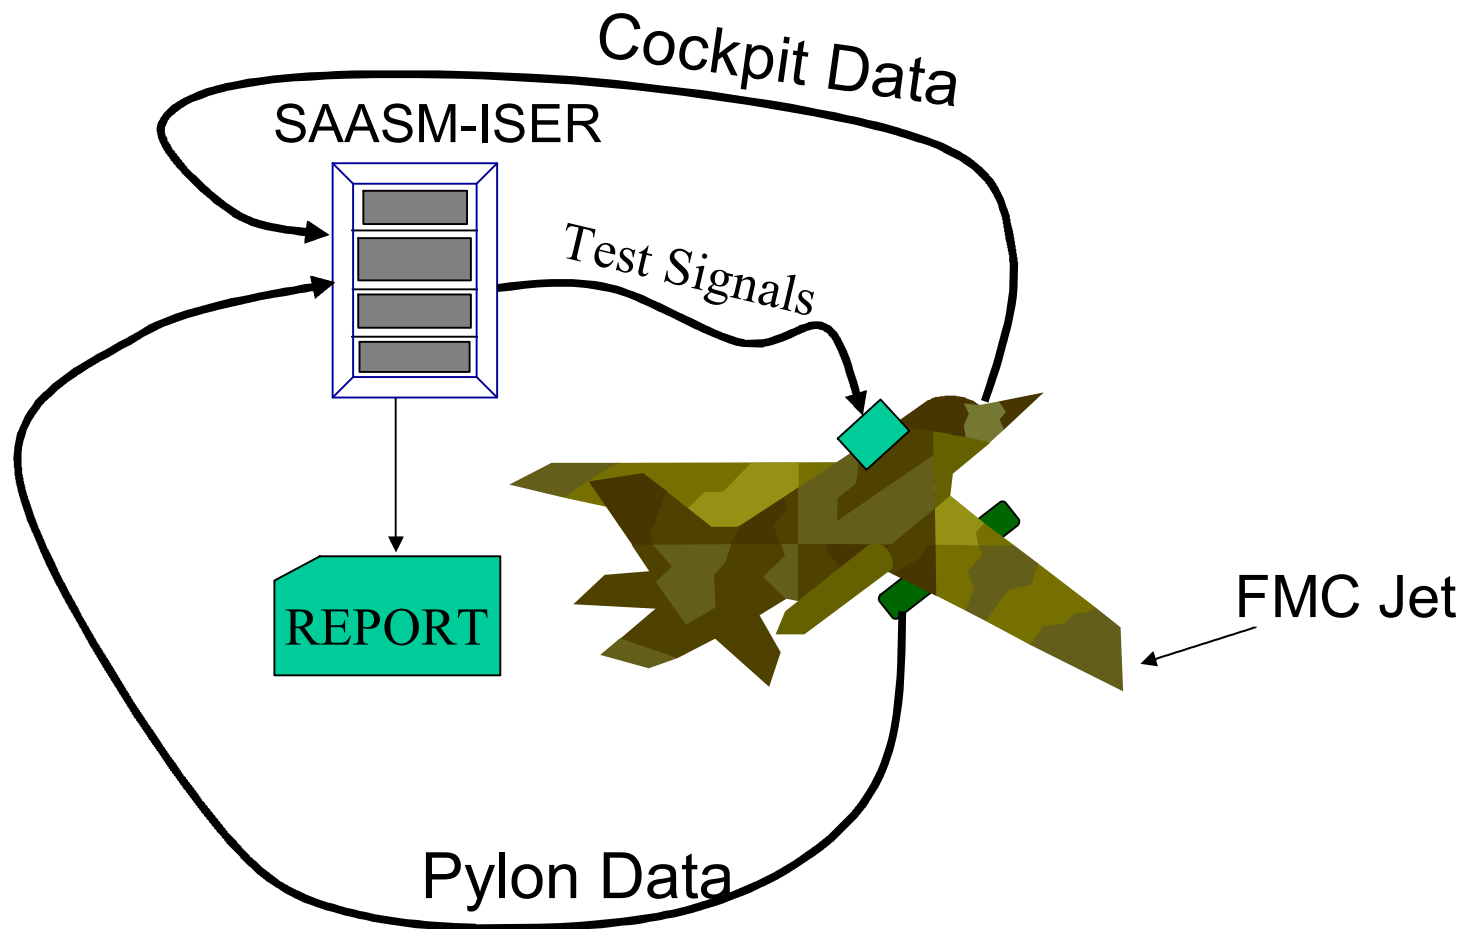 Cockpit Data
SAASM-ISER
Test Signals
FMC Jet
REPORT
Pylon Data